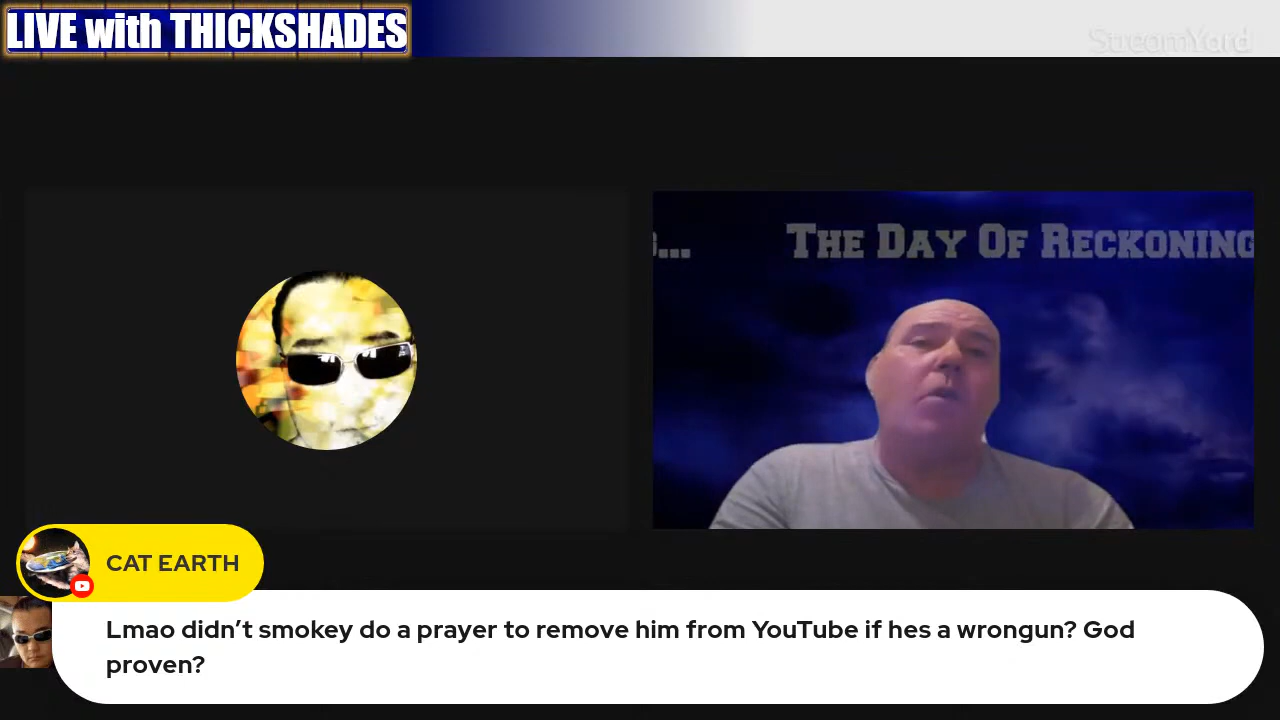 LIVE with THICKSHADES
StreamYard
THE DAY OF RECKONING
CAT EARTH
Lmao didn’t smokey do a prayer to remove him from YouTube if hes a wrongun? God
proven?